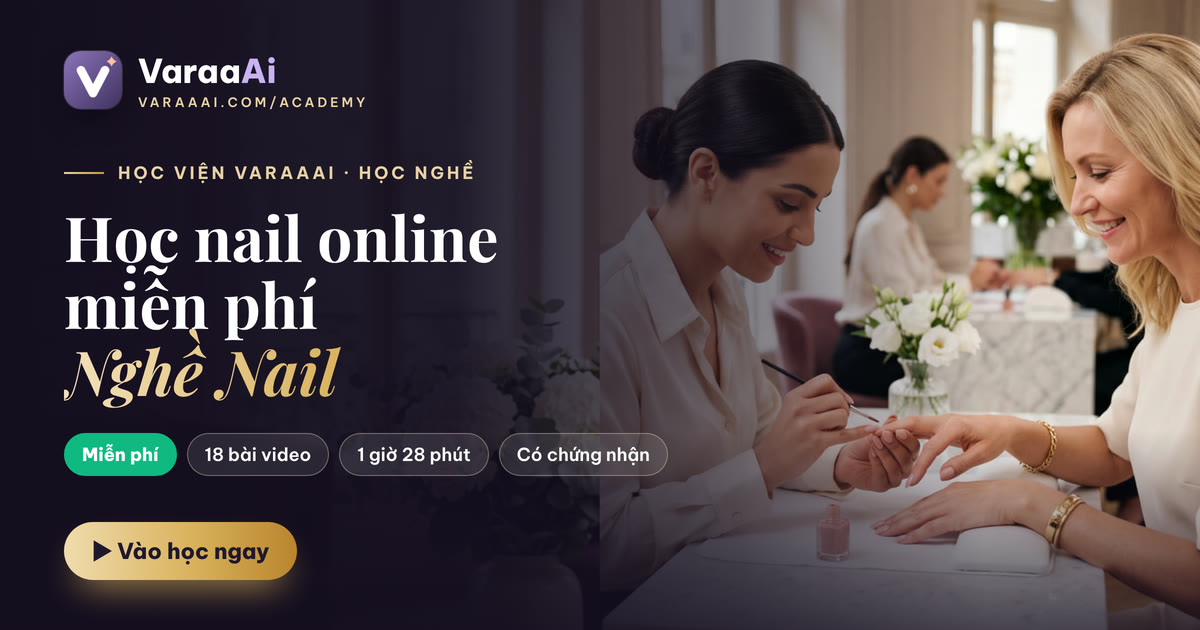 VaraaAi
VARAAAI.COM/ACADEMY
HỌC VIỆN VARAAAI · HỌC NGHỀ
Học nail online
miễn phí
Nghề Nail
Miễn phí
18 bài video
1 giờ 28 phút
Có chứng nhận
▶ Vào học ngay